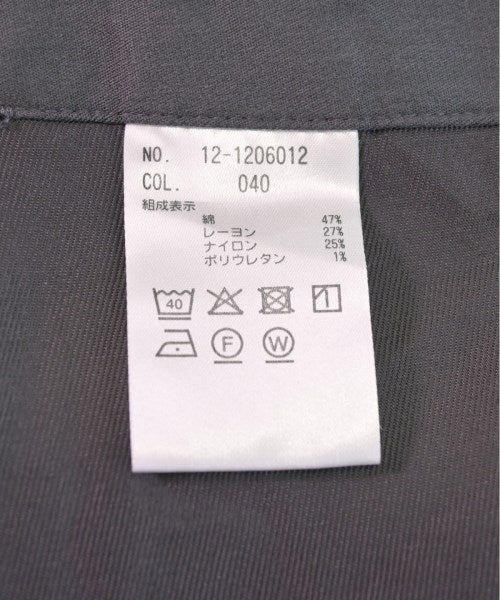 NO. 12-1206012
COL. 040
組成表示
綿 47%
レーヨン 27%
ナイロン 25%
ポリウレタン 1%
40
F W